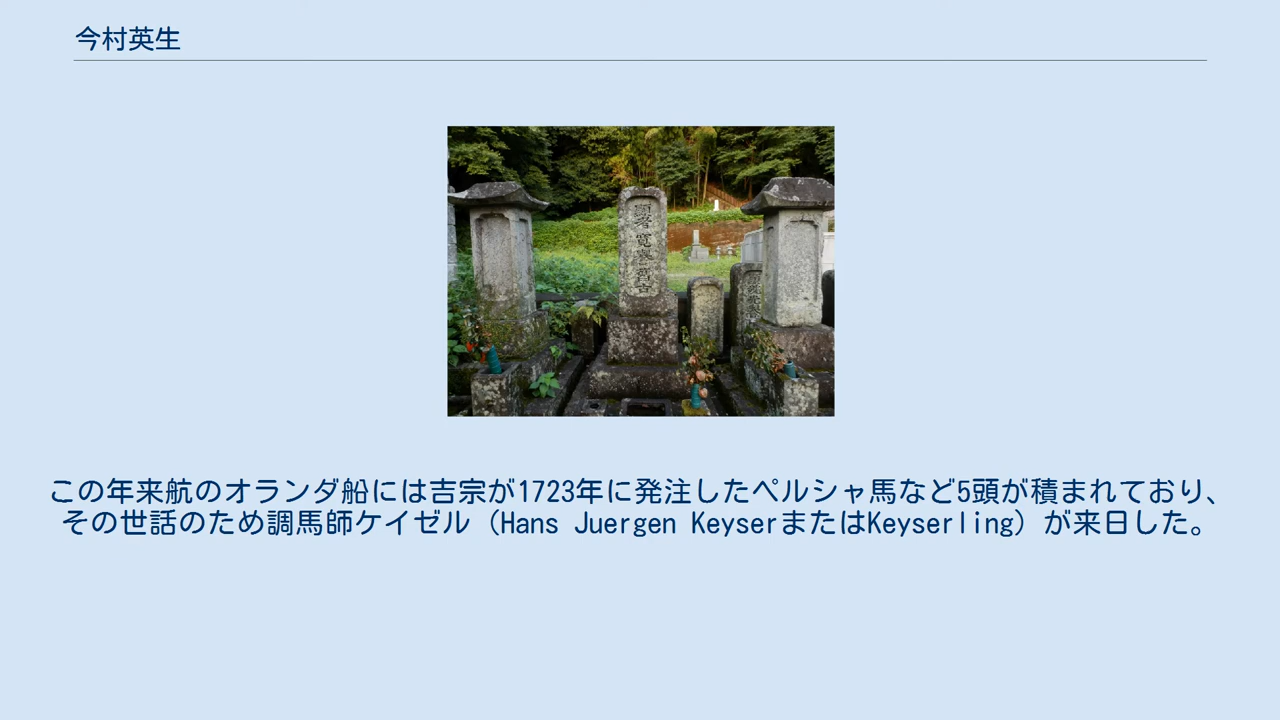 今村英生
この年来航のオランダ船には吉宗が1723年に発注したペルシャ馬など5頭が積まれており、
その世話のため調馬師ケイゼル（Hans Juergen KeyserまたはKeyserling）が来日した。